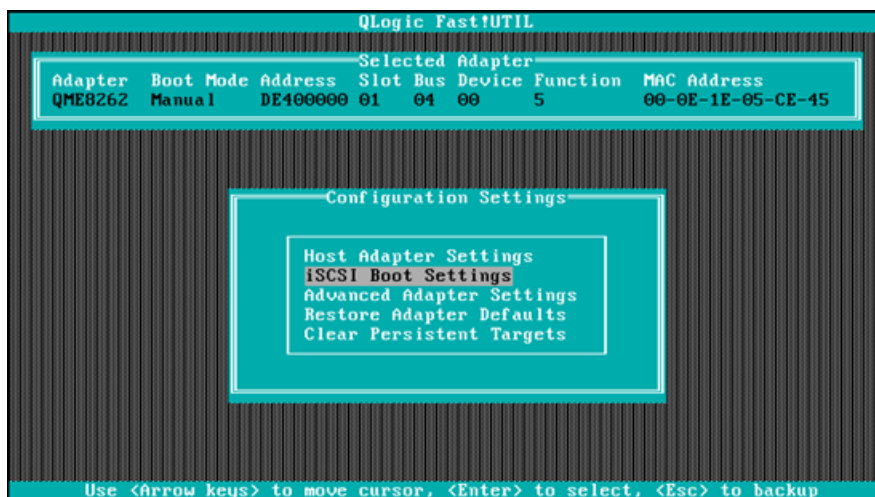 QLogic Fast!UTIL
Selected Adapter
Adapter Boot Mode Address Slot Bus Device Function MAC Address
QME8262 Manual DE400000 01 04 00 5 00-0E-1E-05-CE-45
Configuration Settings
Host Adapter Settings
iSCSI Boot Settings
Advanced Adapter Settings
Restore Adapter Defaults
Clear Persistent Targets
Use <Arrow keys> to move cursor, <Enter> to select, <Esc> to backup